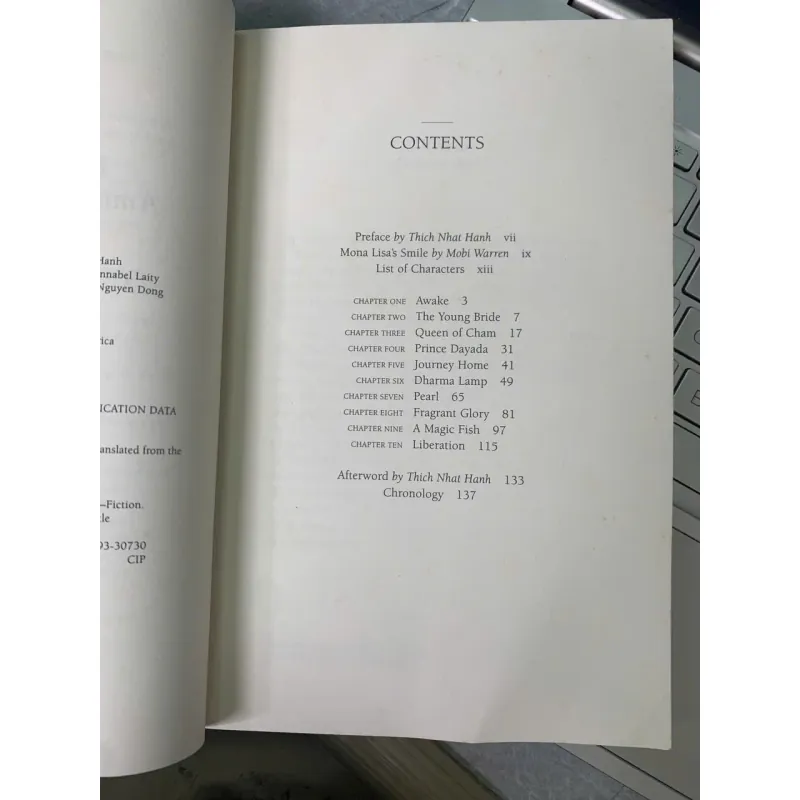 Hanh
nnabel Laity
Nguyen Dong
ica
ICATION DATA
anslated from the
—Fiction.
le
93-30730
CIP
CONTENTS
Preface by Thich Nhat Hanh vii
Mona Lisa's Smile by Mobi Warren ix
List of Characters xiii
CHAPTER ONE Awake 3
CHAPTER TWO The Young Bride 7
CHAPTER THREE Queen of Cham 17
CHAPTER FOUR Prince Dayada 31
CHAPTER FIVE Journey Home 41
CHAPTER SIX Dharma Lamp 49
CHAPTER SEVEN Pearl 65
CHAPTER EIGHT Fragrant Glory 81
CHAPTER NINE A Magic Fish 97
CHAPTER TEN Liberation 115
Afterword by Thich Nhat Hanh 133
Chronology 137